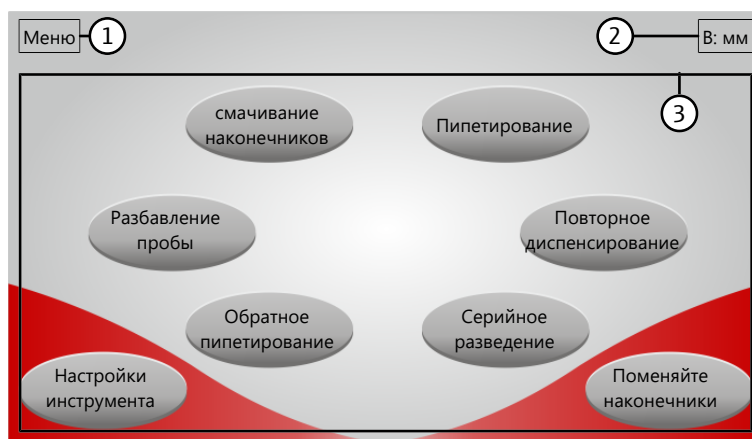 Меню
1
2
В: мм
3
смачивание
наконечников
Пипетирование
Разбавление
пробы
Повторное
диспенсирование
Обратное
пипетирование
Серийное
разведение
Настройки
инструмента
Поменяйте
наконечники